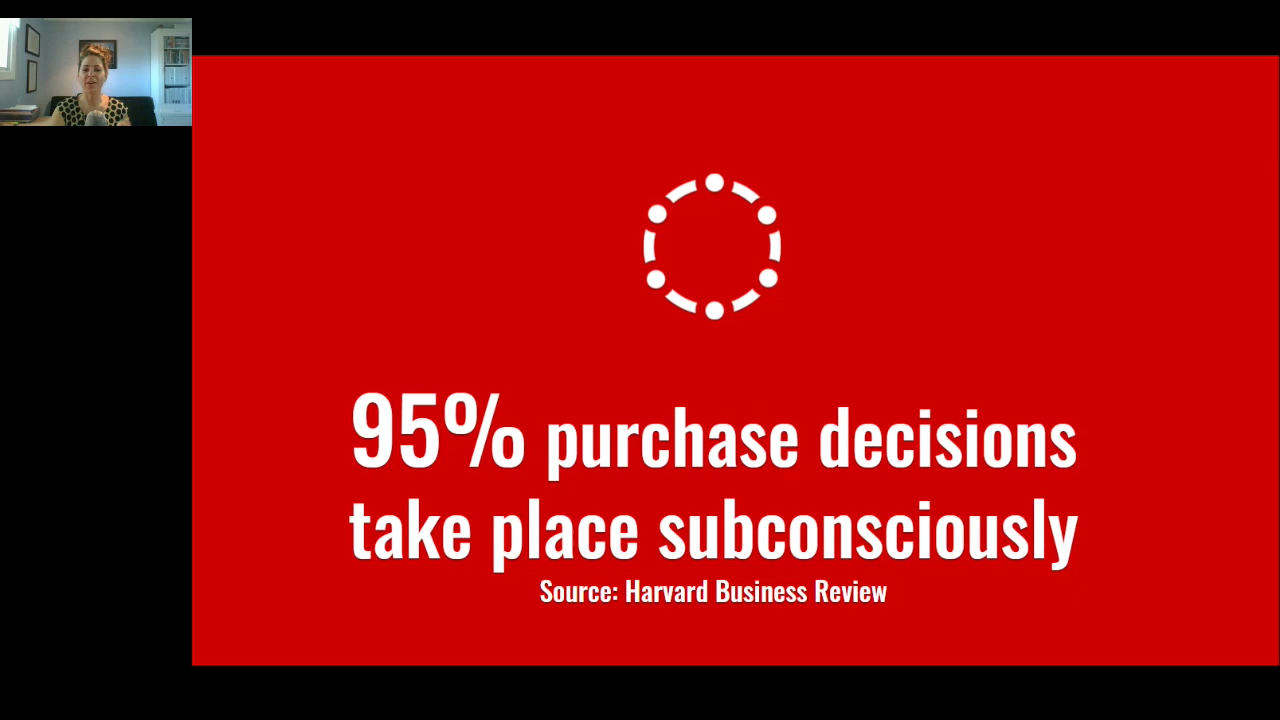 95% purchase decisions
take place subconsciously
Source: Harvard Business Review